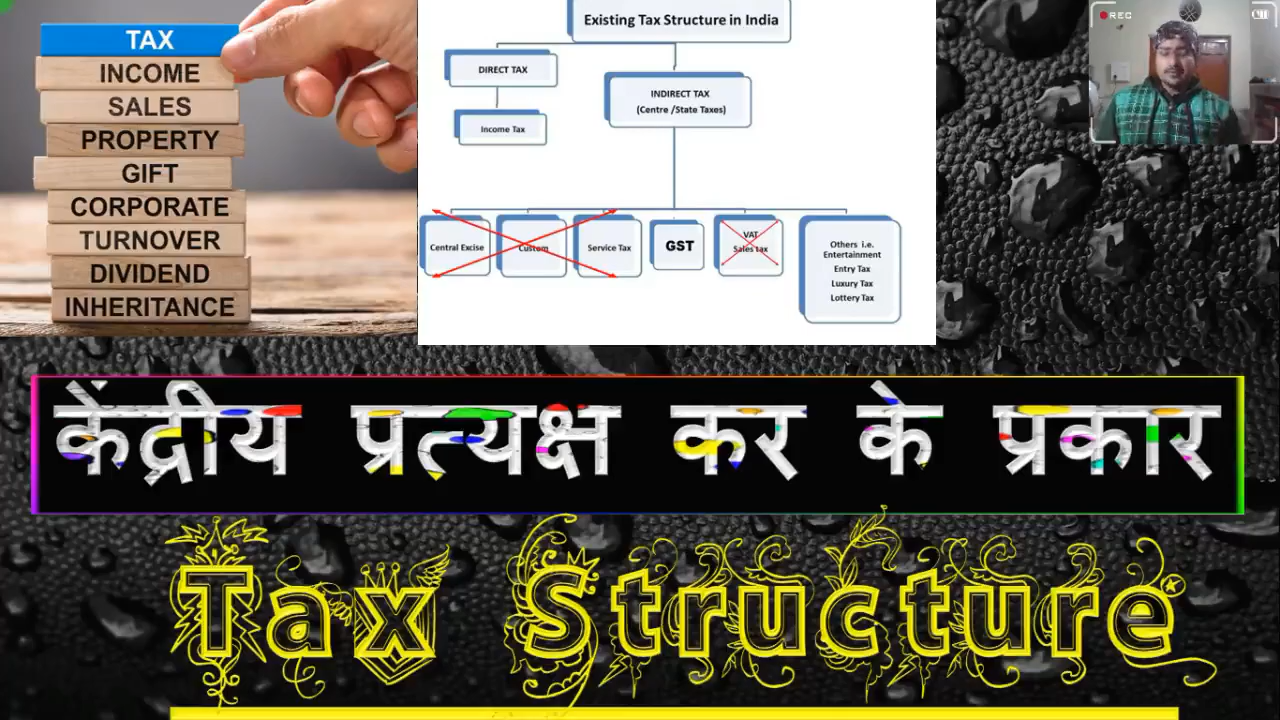 TAX
INCOME
SALES
PROPERTY
GIFT
CORPORATE
TURNOVER
DIVIDEND
INHERITANCE
Existing Tax Structure in India
DIRECT TAX
Income Tax
INDIRECT TAX
(Centre /State Taxes)
Central Excise
Custom
Service Tax
GST
VAT
Sales tax
Others i.e.
Entertainment
Entry Tax
Luxury Tax
Lottery Tax
REC
केंद्रीय प्रत्यक्ष कर के प्रकार
Tax Structure